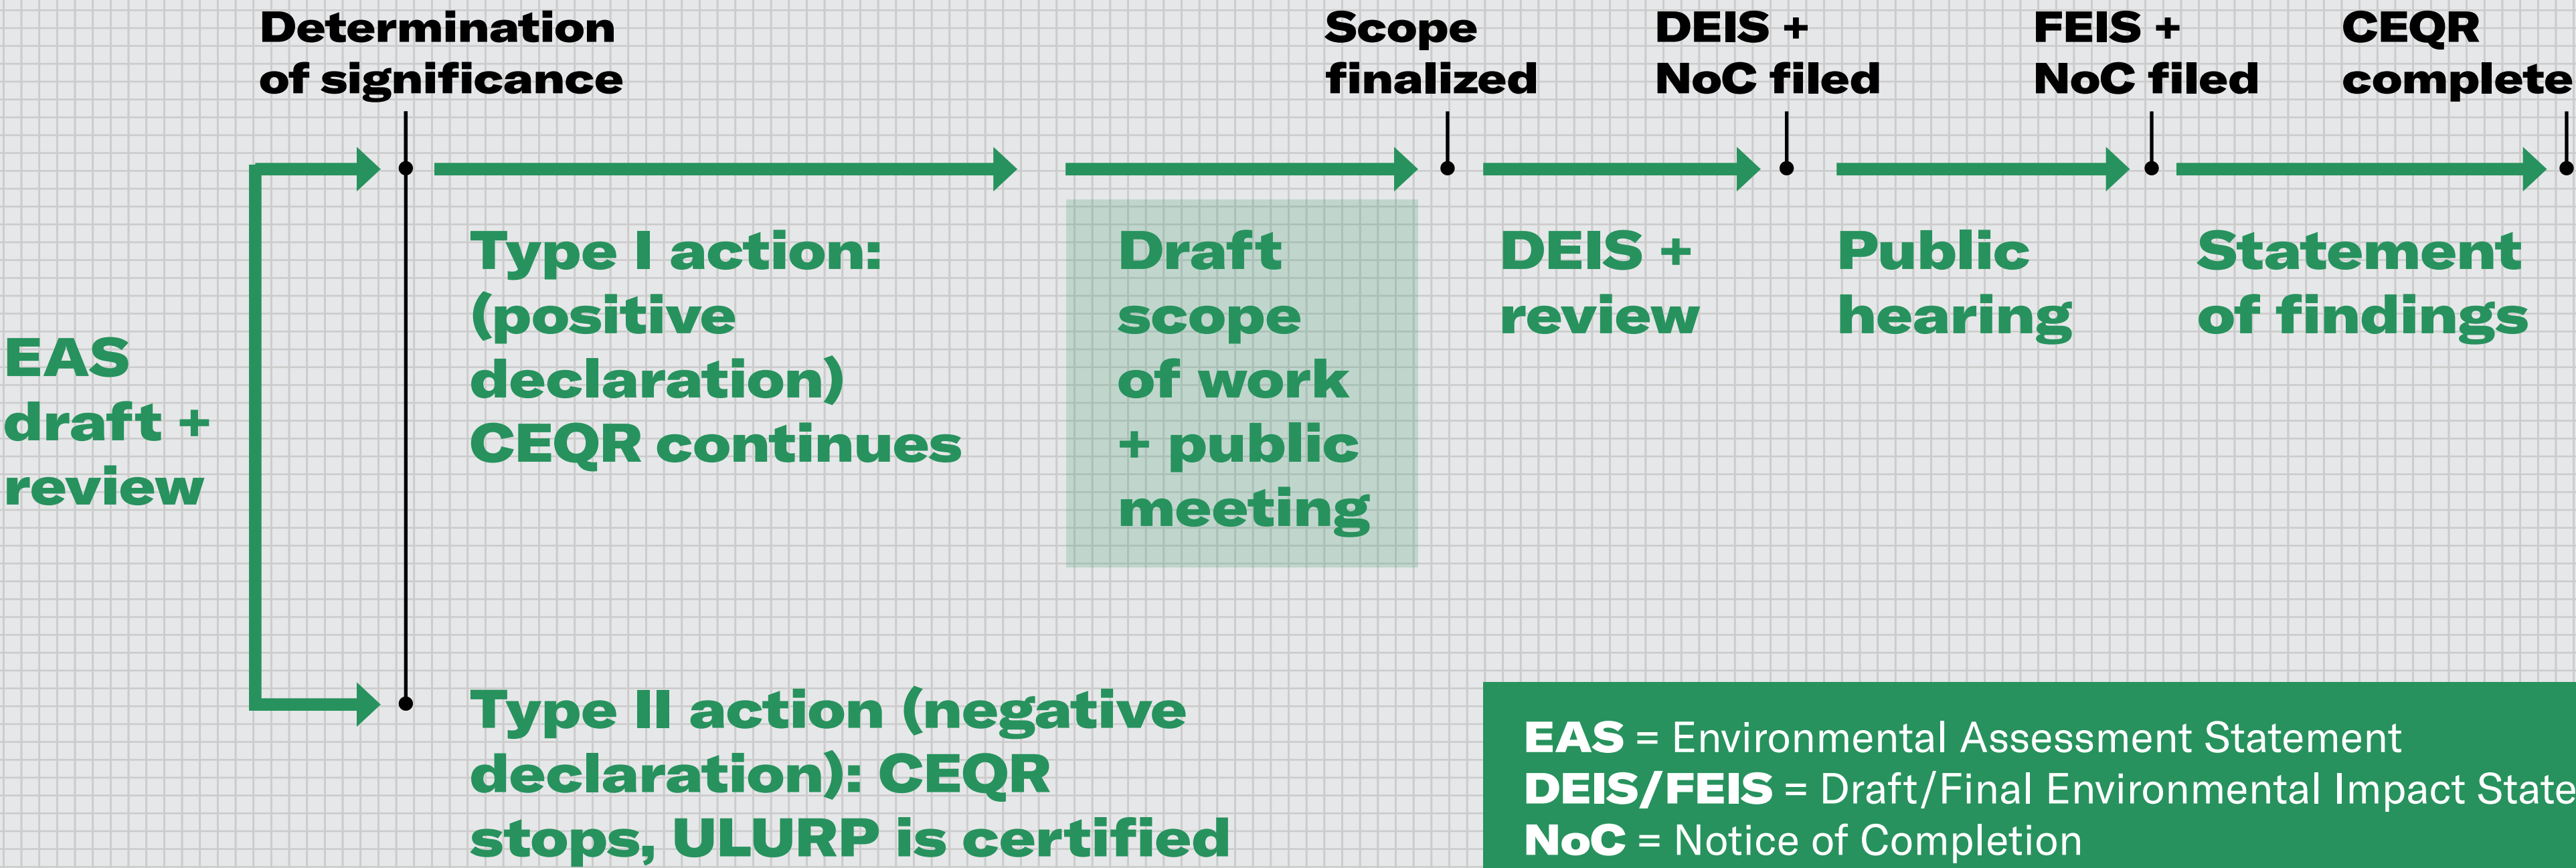 Determination
of significance
Scope
finalized
DEIS +
NoC filed
FEIS +
NoC filed
CEQR
complete
EAS
draft +
review
Type I action:
(positive
declaration)
CEQR continues
Draft
scope
of work
+ public
meeting
DEIS +
review
Public
hearing
Statement
of findings
Type II action (negative
declaration): CEQR
stops, ULURP is certified
EAS = Environmental Assessment Statement
DEIS/FEIS = Draft/Final Environmental Impact State
NoC = Notice of Completion